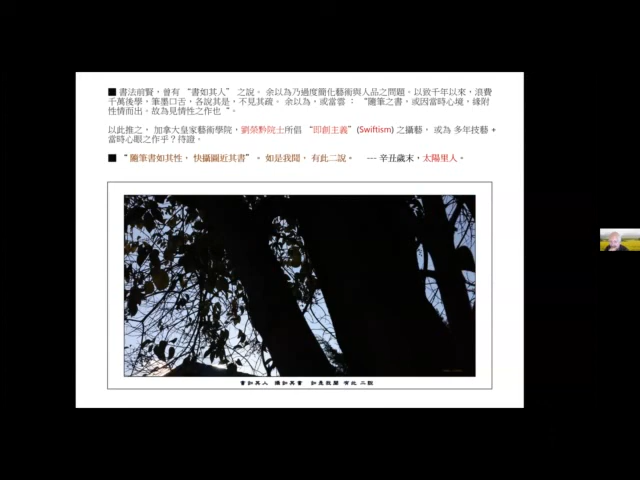 ■ 書法前賢，曾有 “書如其人” 之說。余以為乃過度簡化藝術與人品之問題。以致千年以來，浪費
千萬後學，筆墨口舌，各說其是，不見其疏。余以為，或當雲 ； “隨筆之書，或因當時心境，緣附
性情而出。故為見情性之作也 “。
以此推之， 加拿大皇家藝術學院，劉榮黔院士所倡 “即創主義”(Swiftism) 之攝藝， 或為 多年技藝 +
當時心眼之作乎？待證。
■ “ 隨筆書如其性， 快攝圖近其書” 。 如是我聞， 有此二說。 --- 辛丑歲末，太陽里人。
書如其人 攝如其書 如是我聞 有此 二說